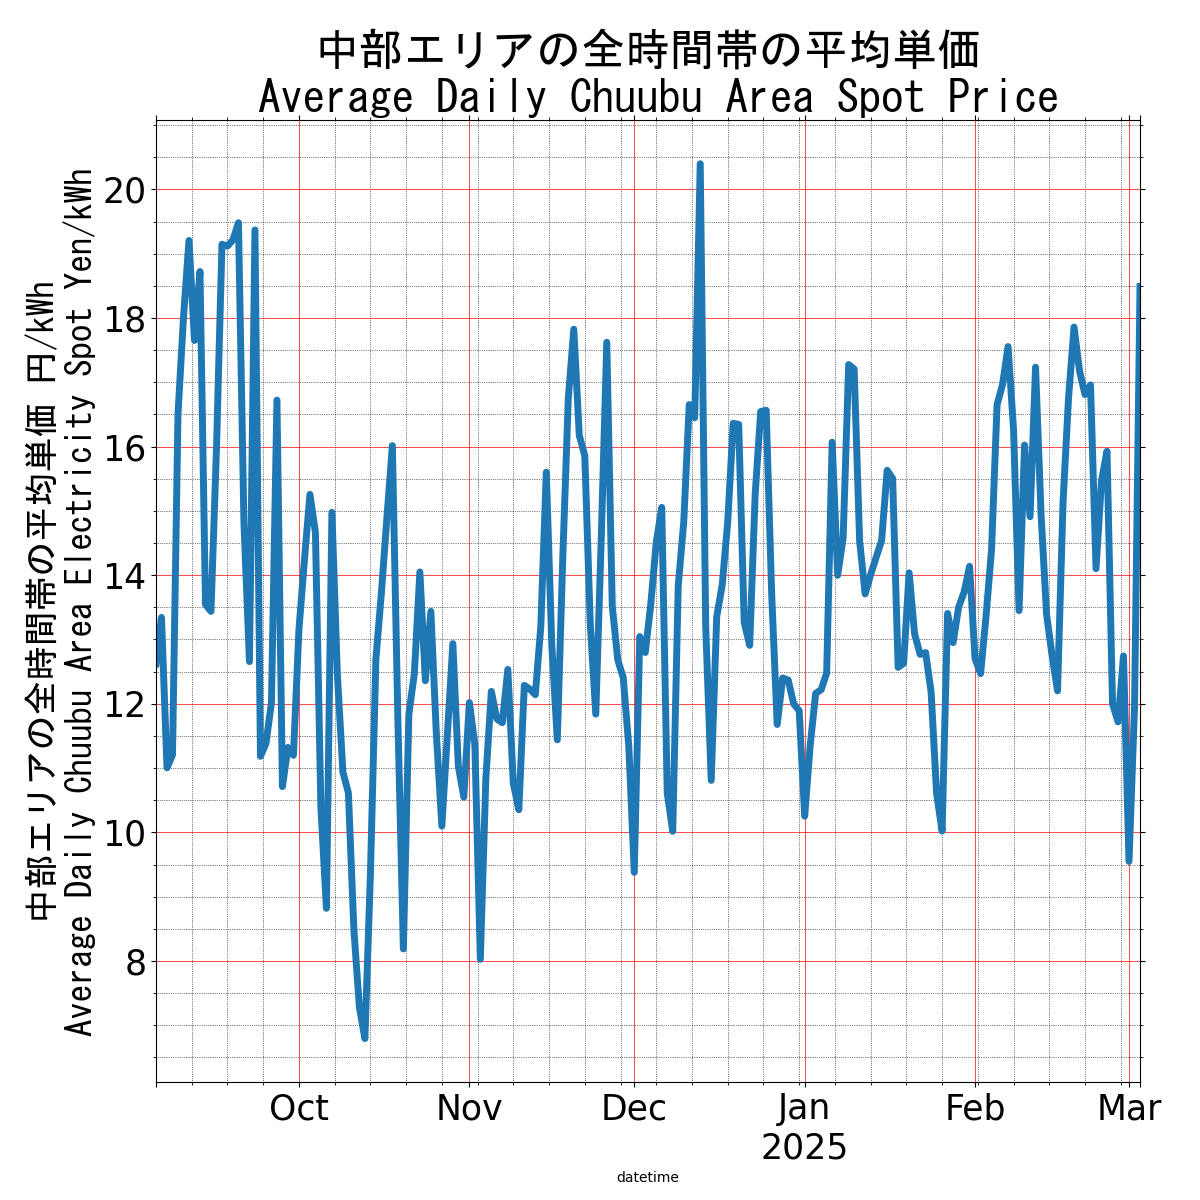 中部エリアの全時間帯の平均単価
Average Daily Chuubu Area Spot Price
中部エリアの全時間帯の平均単価 円/kWh
Average Daily Chuubu Area Electricity Spot Yen/kWh
20
18
16
14
12
10
8
Oct
Nov
Dec
Jan
2025
Feb
Mar
datetime